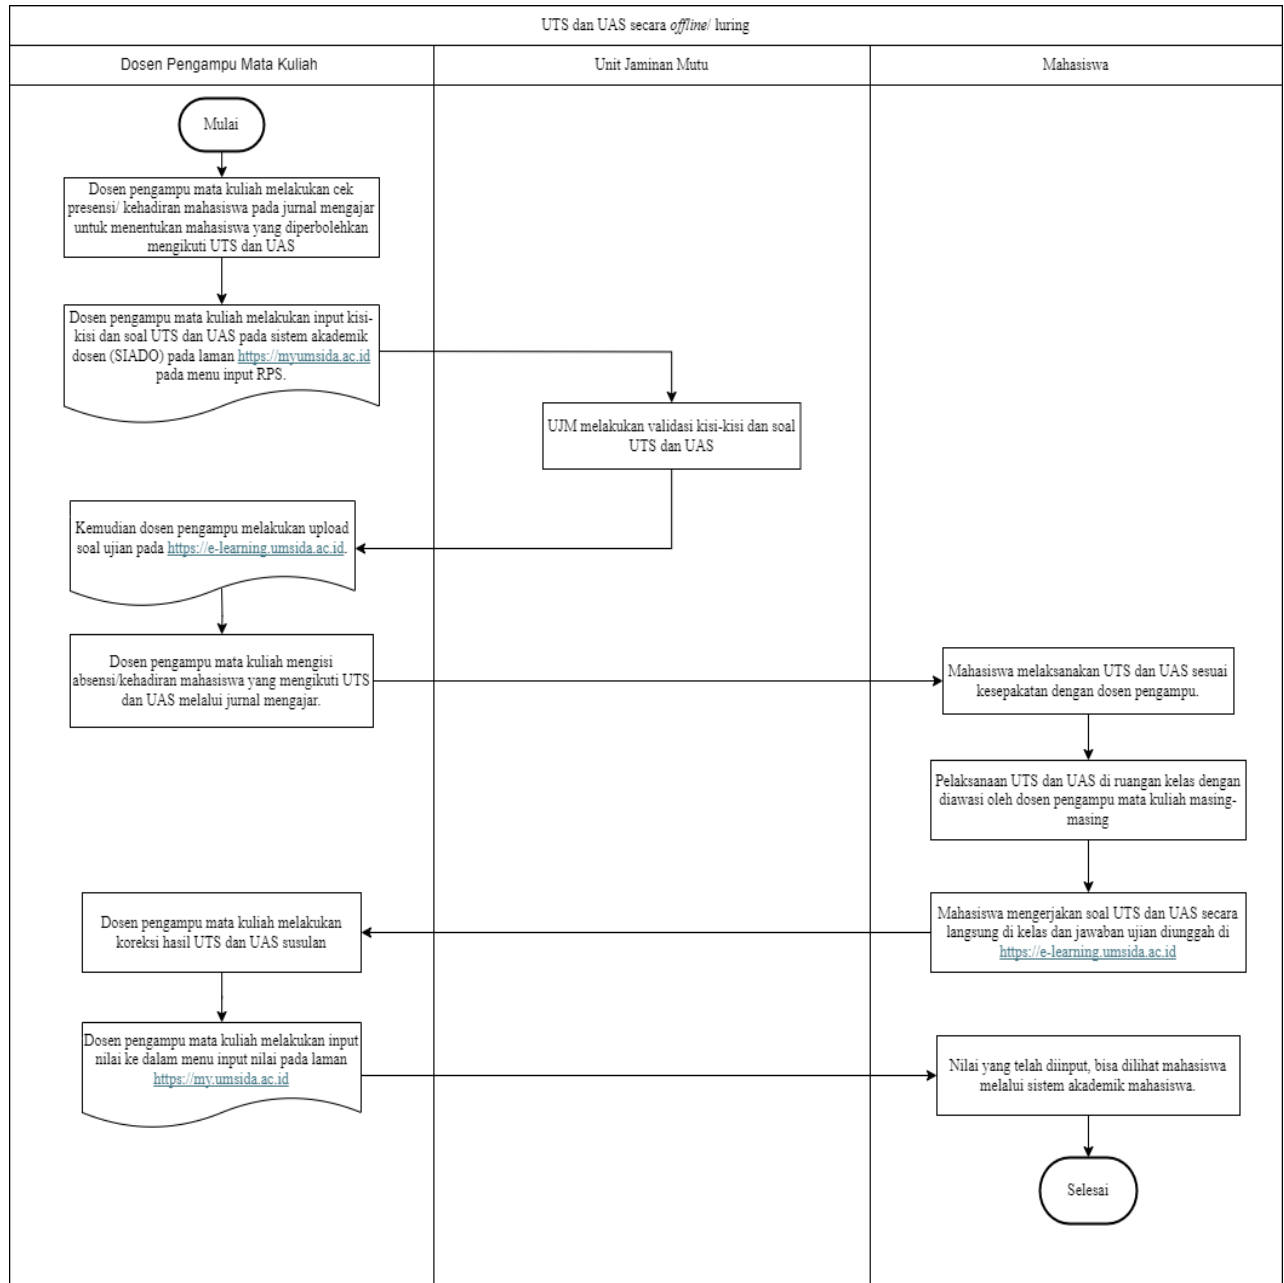 UTS dan UAS secara offline/ luring
Dosen Pengampu Mata Kuliah
Unit Jaminan Mutu
Mahasiswa
Mulai
Dosen pengampu mata kuliah melakukan cek
presensi/ kehadiran mahasiswa pada jurnal mengajar
untuk menentukan mahasiswa yang diperbolehkan
mengikuti UTS dan UAS
Dosen pengampu mata kuliah melakukan input kisi-
kisi dan soal UTS dan UAS pada sistem akademik
dosen (SIADO) pada laman https://myumsida.ac.id
pada menu input RPS.
UJM melakukan validasi kisi-kisi dan soal
UTS dan UAS
Kemudian dosen pengampu melakukan upload
soal ujian pada https://e-learning.umsida.ac.id.
Dosen pengampu mata kuliah mengisi
absensi/kehadiran mahasiswa yang mengikuti UTS
dan UAS melalui jurnal mengajar.
Mahasiswa melaksanakan UTS dan UAS sesuai
kesepakatan dengan dosen pengampu.
Pelaksanaan UTS dan UAS di ruangan kelas dengan
diawasi oleh dosen pengampu mata kuliah masing-
masing
Mahasiswa mengerjakan soal UTS dan UAS secara
langsung di kelas dan jawaban ujian diunggah di
https://e-learning.umsida.ac.id
Dosen pengampu mata kuliah melakukan
koreksi hasil UTS dan UAS susulan
Dosen pengampu mata kuliah melakukan input
nilai ke dalam menu input nilai pada laman
https://my.umsida.ac.id
Nilai yang telah diinput, bisa dilihat mahasiswa
melalui sistem akademik mahasiswa.
Selesai